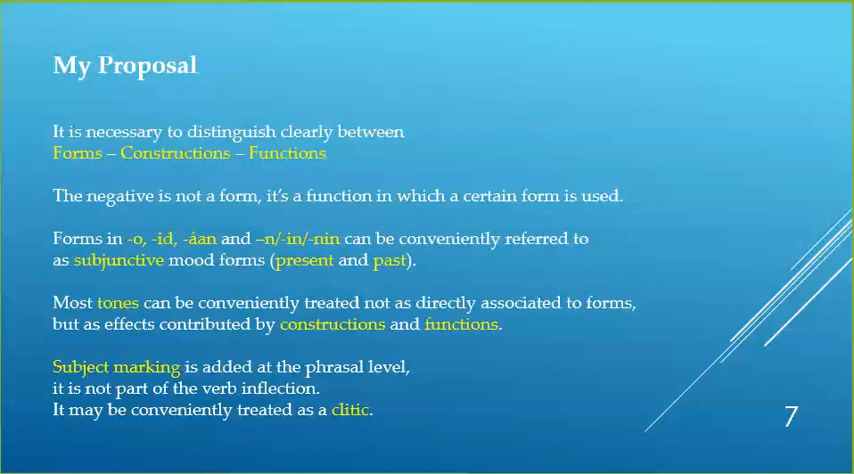 My Proposal
It is necessary to distinguish clearly between
Forms – Constructions – Functions
The negative is not a form, it's a function in which a certain form is used.
Forms in -o, -id, -áan and –n/-in/-nin can be conveniently referred to
as subjunctive mood forms (present and past).
Most tones can be conveniently treated not as directly associated to forms,
but as effects contributed by constructions and functions.
Subject marking is added at the phrasal level,
it is not part of the verb inflection.
It may be conveniently treated as a clitic.
7